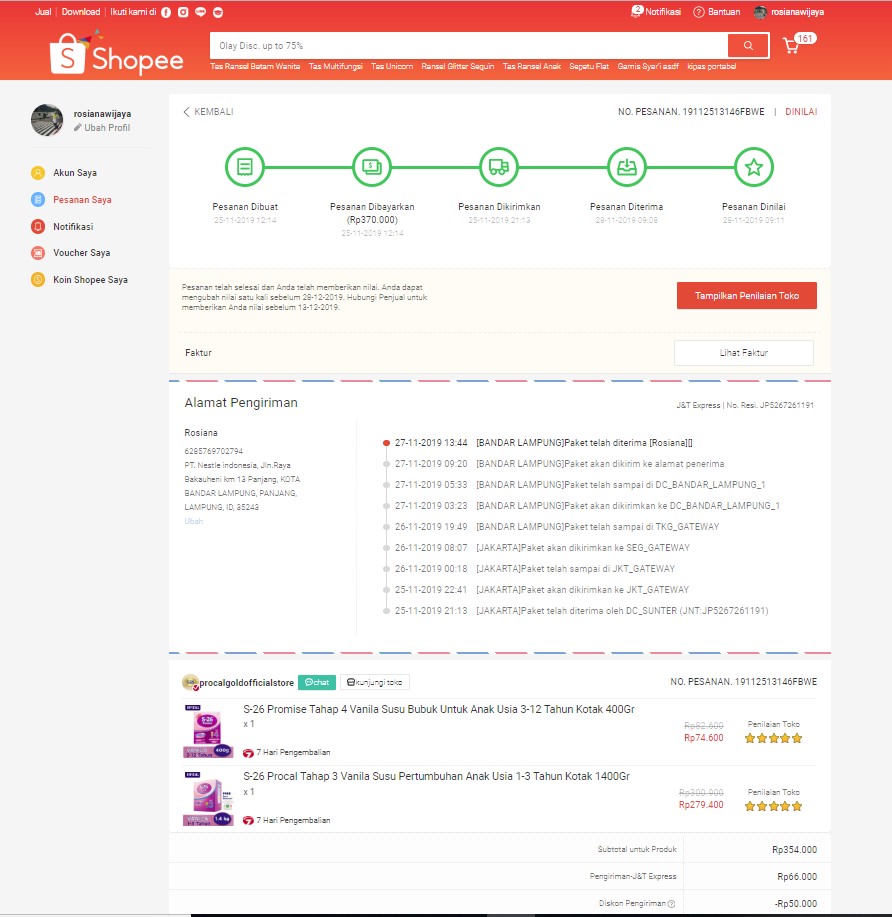 Jual | Download | Ikuti kami di
2 Notifikasi
Bantuan
rosianawijaya
Shopee
Olay Disc. up to 75%
161
Tas Ransel Batam Wanita Tas Multifungsi Tas Unicorn Ransel Glitter Sequin Tas Ransel Anak Sepatu Flat Gamis Syar'i asdf kipas portabel
rosianawijaya
Ubah Profil
Akun Saya
Pesanan Saya
Notifikasi
Voucher Saya
Koin Shopee Saya
KEMBALI
NO. PESANAN. 19112513146FBWE | DINILAI
Pesanan Dibuat
25-11-2019 12:14
Pesanan Dibayarkan
(Rp370.000)
25-11-2019 12:14
Pesanan Dikirimkan
25-11-2019 21:13
Pesanan Diterima
28-11-2019 09:08
Pesanan Dinilai
28-11-2019 09:11
Pesanan telah selesai dan Anda telah memberikan nilai. Anda dapat
mengubah nilai satu kali sebelum 28-12-2019. Hubungi Penjual untuk
memberikan Anda nilai sebelum 13-12-2019.
Tampilkan Penilaian Toko
Faktur
Lihat Faktur
Alamat Pengiriman
J&T Express | No. Resi. JP5267261191
Rosiana
6285769702794
PT. Nestle indonesia, Jln.Raya
Bakauheni km 13 Panjang, KOTA
BANDAR LAMPUNG, PANJANG,
LAMPUNG, ID, 35243
Ubah
27-11-2019 13:44 [BANDAR LAMPUNG]Paket telah diterima [Rosiana][]
27-11-2019 09:20 [BANDAR LAMPUNG]Paket akan dikirim ke alamat penerima
27-11-2019 05:33 [BANDAR LAMPUNG]Paket telah sampai di DC_BANDAR_LAMPUNG_1
27-11-2019 03:23 [BANDAR LAMPUNG]Paket akan dikirimkan ke DC_BANDAR_LAMPUNG_1
26-11-2019 19:49 [BANDAR LAMPUNG]Paket telah sampai di TKG_GATEWAY
26-11-2019 08:07 [JAKARTA]Paket akan dikirimkan ke SEG_GATEWAY
26-11-2019 00:18 [JAKARTA]Paket telah sampai di JKT_GATEWAY
25-11-2019 22:41 [JAKARTA]Paket akan dikirimkan ke JKT_GATEWAY
25-11-2019 21:13 [JAKARTA]Paket telah diterima oleh DC_SUNTER (JNT:JP5267261191)
procalgoldofficialstore
chat
kunjungi toko
NO. PESANAN. 19112513146FBWE
S-26 Promise Tahap 4 Vanila Susu Bubuk Untuk Anak Usia 3-12 Tahun Kotak 400Gr
x 1
7 Hari Pengembalian
Rp82.600
Rp74.600
Penilaian Toko
S-26
400g
S-26 Procal Tahap 3 Vanila Susu Pertumbuhan Anak Usia 1-3 Tahun Kotak 1400Gr
x 1
7 Hari Pengembalian
Rp300.900
Rp279.400
Penilaian Toko
VANILA
1.4 kg
Subtotal untuk Produk Rp354.000
Pengiriman-J&T Express Rp66.000
Diskon Pengiriman -Rp50.000